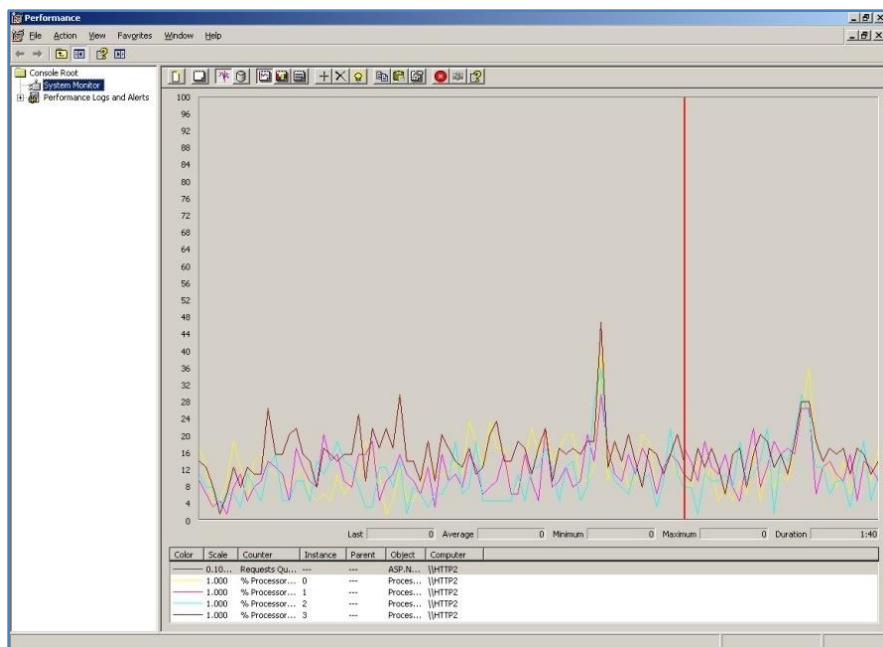 Performance
File Action View Favorites Window Help
Console Root
System Monitor
Performance Logs and Alerts
100
96
92
88
84
80
76
72
68
64
60
56
52
48
44
40
36
32
28
24
20
16
12
8
4
0
Last 0 Average 0 Minimum 0 Maximum 0 Duration 1:40
Color Scale Counter Instance Parent Object Computer
0.10... Requests Qu... --- --- ASP.N... \\HTTP2
1.000 % Processor... 0 --- Proces... \\HTTP2
1.000 % Processor... 1 --- Proces... \\HTTP2
1.000 % Processor... 2 --- Proces... \\HTTP2
1.000 % Processor... 3 --- Proces... \\HTTP2